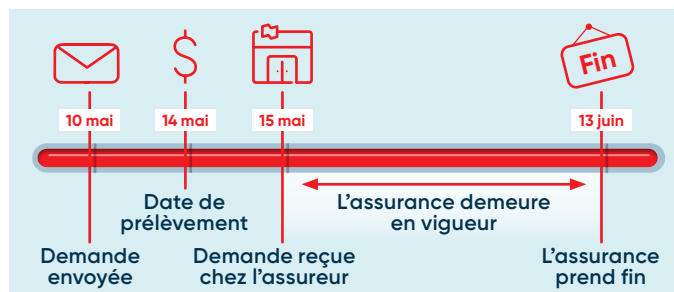 Fin
10 mai
14 mai
15 mai
13 juin
Date de
prélèvement
L'assurance demeure
en vigueur
Demande
envoyée
Demande reçue
chez l'assureur
L'assurance
prend fin